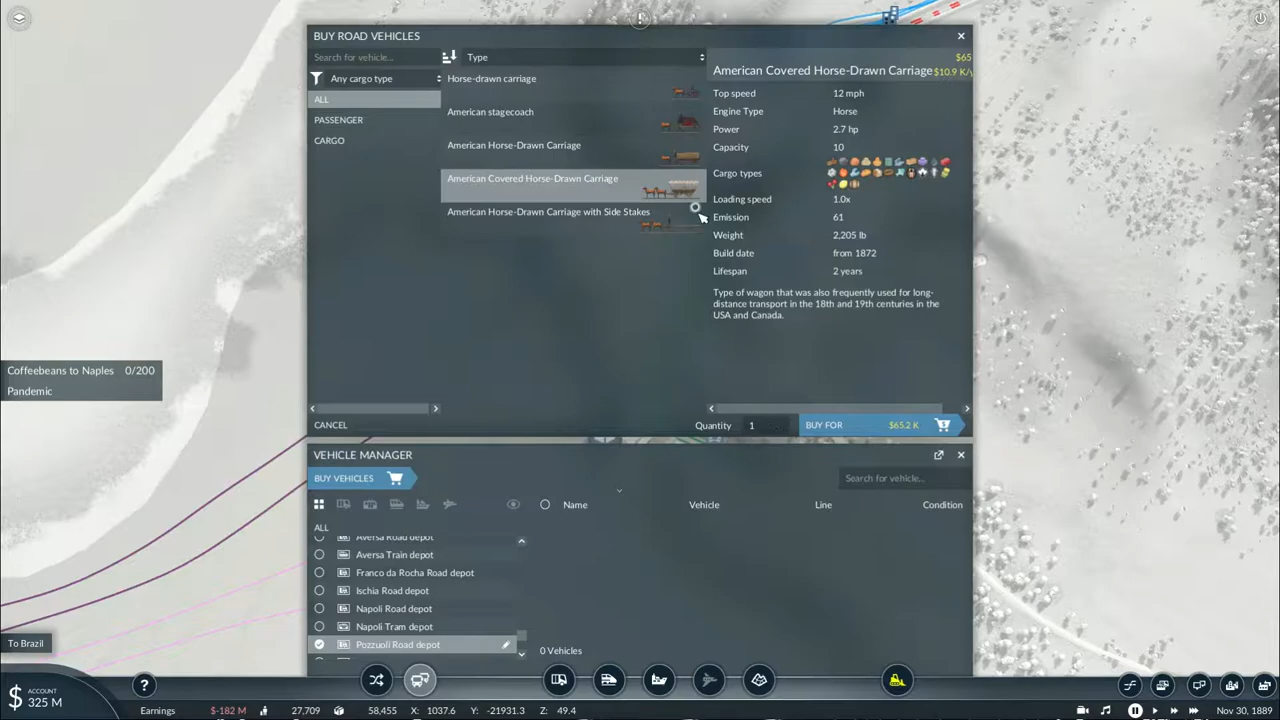 BUY ROAD VEHICLES
Search for vehicle...
Type
Any cargo type
ALL
PASSENGER
CARGO
Horse-drawn carriage
American stagecoach
American Horse-Drawn Carriage
American Covered Horse-Drawn Carriage
American Horse-Drawn Carriage with Side Stakes
$65
American Covered Horse-Drawn Carriage $10.9 K/y
Top speed 12 mph
Engine Type Horse
Power 2.7 hp
Capacity 10
Cargo types
Loading speed 1.0x
Emission 61
Weight 2,205 lb
Build date from 1872
Lifespan 2 years
Type of wagon that was also frequently used for long-
distance transport in the 18th and 19th centuries in the
USA and Canada.
CANCEL
Quantity 1
BUY FOR $65.2 K
Coffeebeans to Naples 0/200
Pandemic
VEHICLE MANAGER
BUY VEHICLES
Search for vehicle...
Name Vehicle Line Condition
ALL
Aversa Road depot
Aversa Train depot
Franco da Rocha Road depot
Ischia Road depot
Napoli Road depot
Napoli Tram depot
Pozzuoli Road depot
0 Vehicles
To Brazil
$ ACCOUNT
325 M
?
Earnings $-182 M 27,709 58,455 X: 1037.6 Y: -21931.3 Z: 49.4 Nov 30, 1889